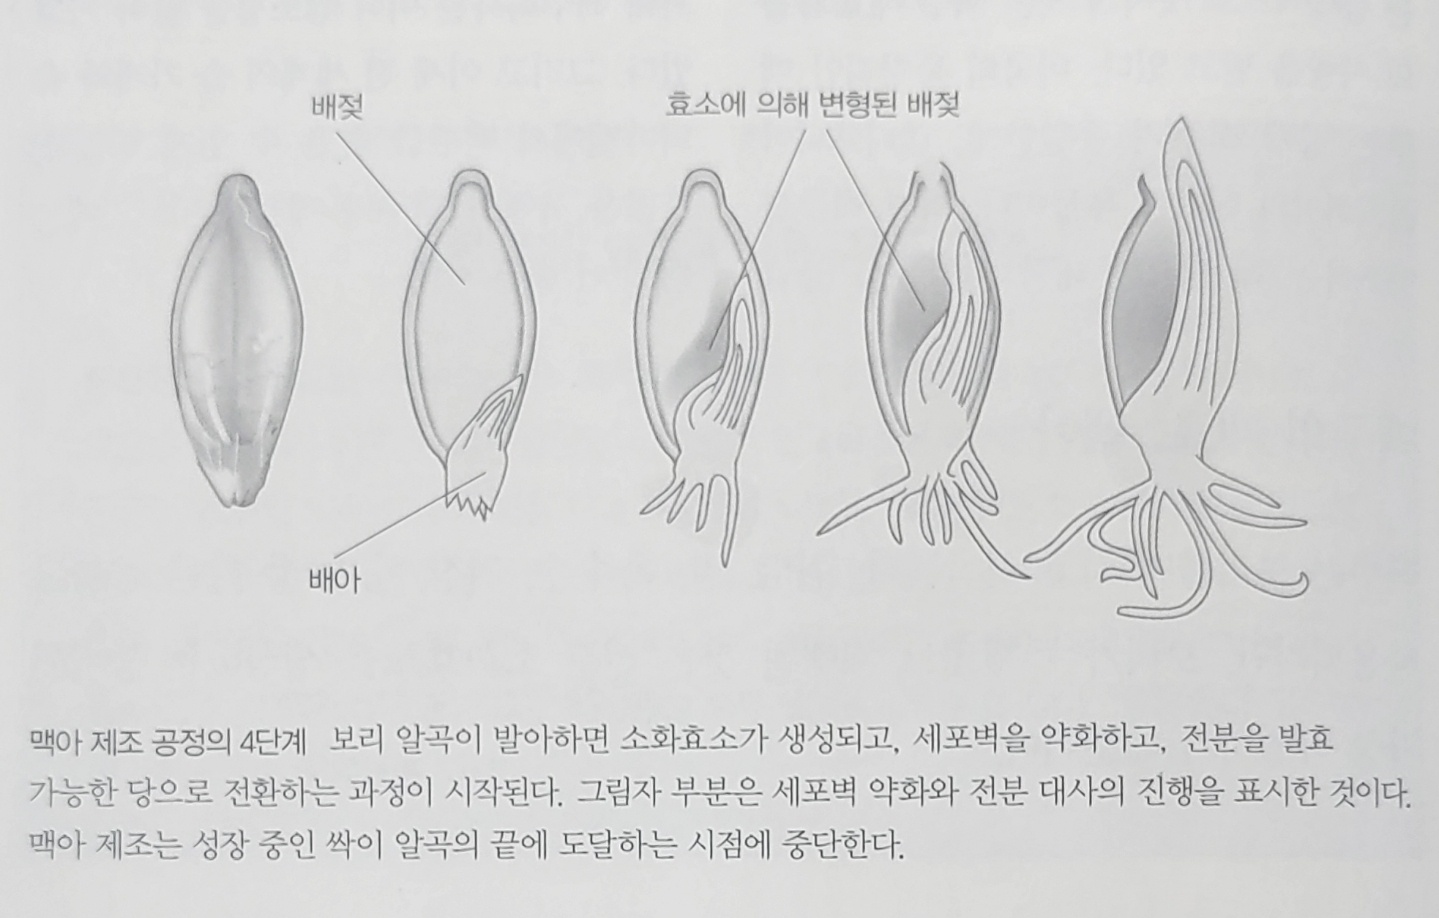 배젖
효소에 의해 변형된 배젖
배아
맥아 제조 공정의 4단계 보리 알곡이 발아하면 소화효소가 생성되고, 세포벽을 약화하고, 전분을 발효
가능한 당으로 전환하는 과정이 시작된다. 그림자 부분은 세포벽 약화와 전분 대사의 진행을 표시한 것이다.
맥아 제조는 성장 중인 싹이 알곡의 끝에 도달하는 시점에 중단한다.